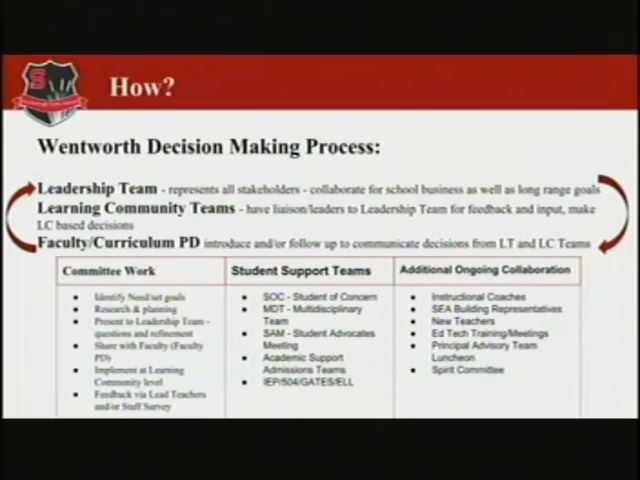 S
How?
Wentworth Decision Making Process:
Leadership Team - represents all stakeholders - collaborate for school business as well as long range goals
Learning Community Teams - have liaison/leaders to Leadership Team for feedback and input, make
LC based decisions
Faculty/Curriculum PD introduce and/or follow up to communicate decisions from LT and LC Teams
Committee Work
• Identify Need/set goals
• Research & planning
• Present to Leadership Team -
questions and refinement
• Share with Faculty (Faculty
PD)
• Implement at Learning
Community level
• Feedback via Lead Teachers
and/or Staff Survey
Student Support Teams
• SOC - Student of Concern
• MDT - Multidisciplinary
Team
• SAM - Student Advocates
Meeting
• Academic Support
Admissions Teams
• IEP/504/GATES/ELL
Additional Ongoing Collaboration
• Instructional Coaches
• SEA Building Representatives
• New Teachers
• Ed Tech Training/Meetings
• Principal Advisory Team
Luncheon
• Spirit Committee